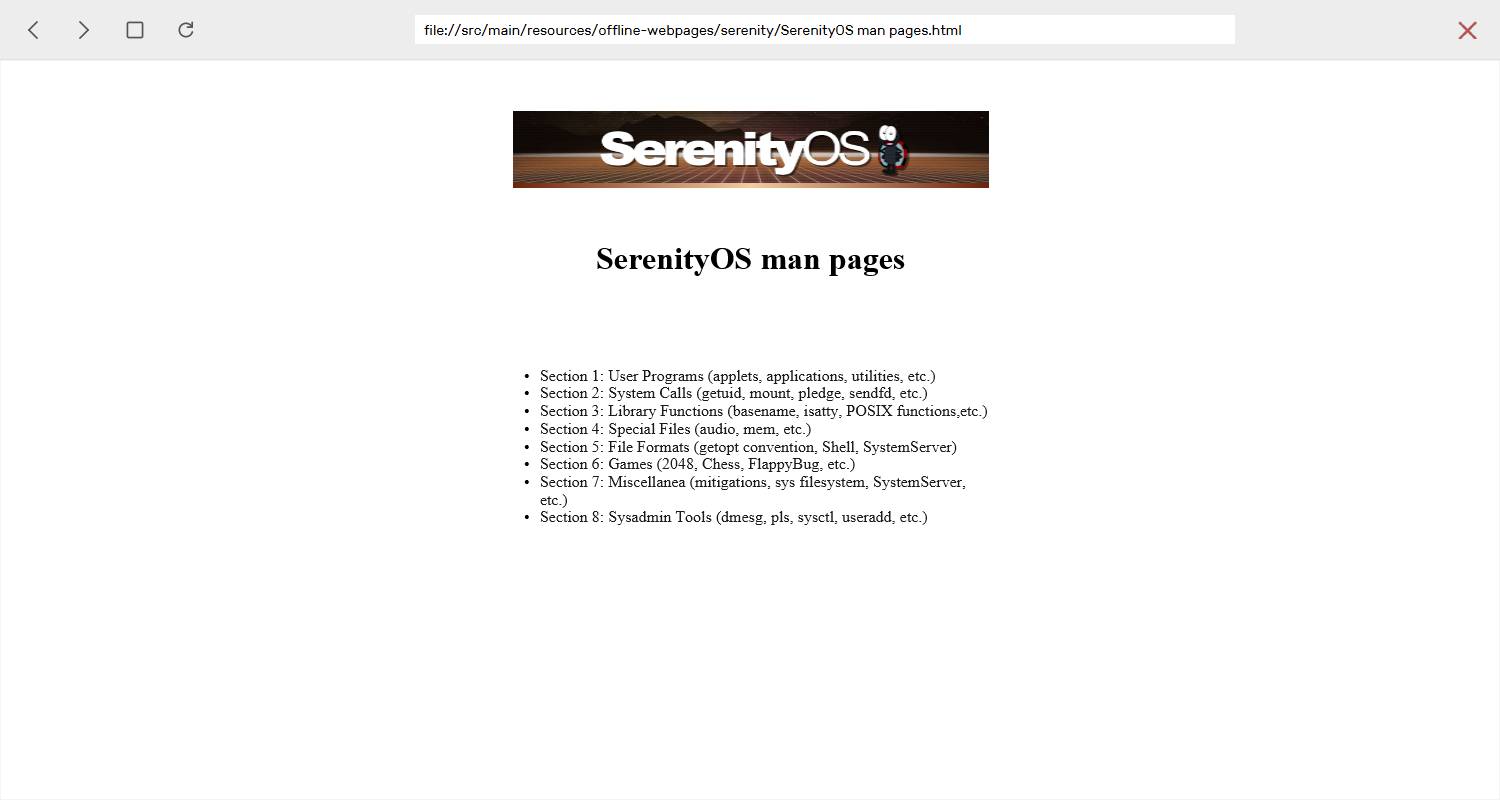 file://src/main/resources/offline-webpages/serenity/SerenityOS man pages.html
SerenityOS
SerenityOS man pages
• Section 1: User Programs (applets, applications, utilities, etc.)
• Section 2: System Calls (getuid, mount, pledge, sendfd, etc.)
• Section 3: Library Functions (basename, isatty, POSIX functions,etc.)
• Section 4: Special Files (audio, mem, etc.)
• Section 5: File Formats (getopt convention, Shell, SystemServer)
• Section 6: Games (2048, Chess, FlappyBug, etc.)
• Section 7: Miscellanea (mitigations, sys filesystem, SystemServer,
etc.)
• Section 8: Sysadmin Tools (dmesg, pls, sysctl, useradd, etc.)